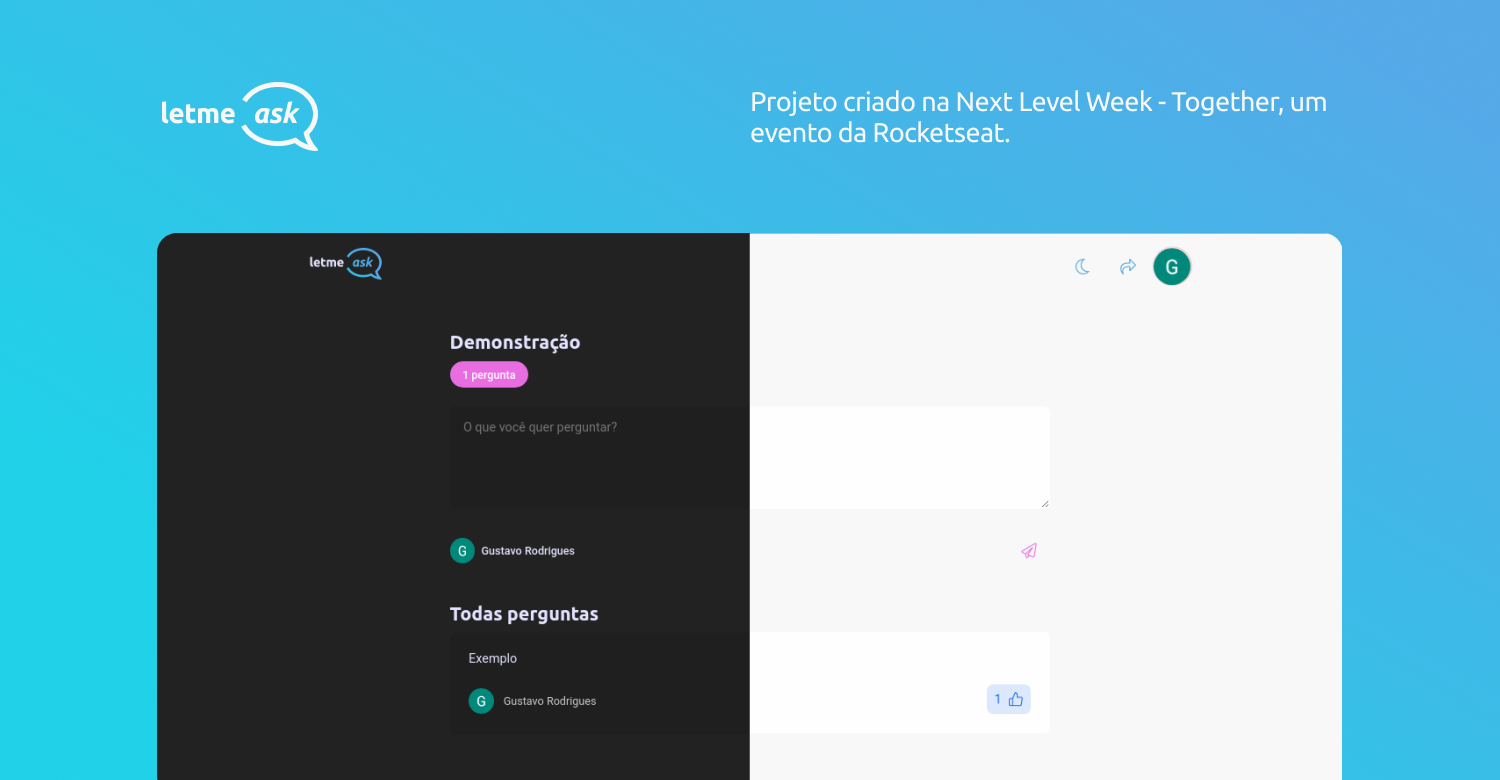 letme ask
Projeto criado na Next Level Week - Together, um
evento da Rocketseat.
letme ask
G
Demonstração
1 pergunta
O que você quer perguntar?
G Gustavo Rodrigues
Todas perguntas
Exemplo
G Gustavo Rodrigues
1